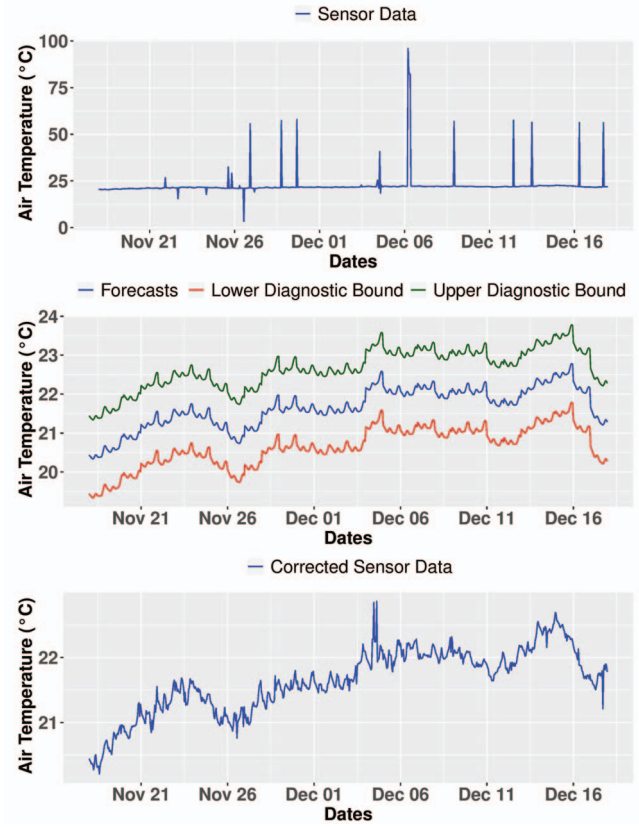 Sensor Data
Air Temperature (°C)
100
75
50
25
0
Nov 21 Nov 26 Dec 01 Dec 06 Dec 11 Dec 16
Dates
Forecasts Lower Diagnostic Bound Upper Diagnostic Bound
Air Temperature (°C)
24
23
22
21
20
Nov 21 Nov 26 Dec 01 Dec 06 Dec 11 Dec 16
Dates
Corrected Sensor Data
Air Temperature (°C)
22
21
Nov 21 Nov 26 Dec 01 Dec 06 Dec 11 Dec 16
Dates